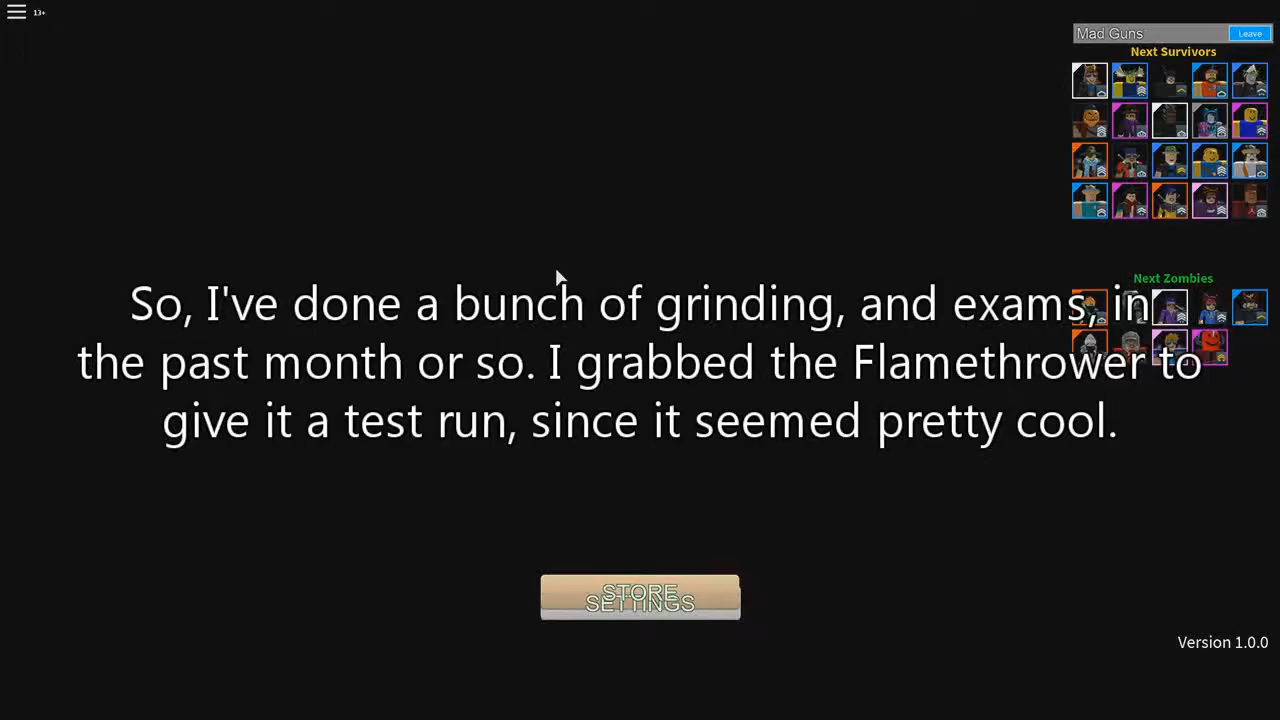 13+
Mad Guns
Leave
Next Survivors
Next Zombies
So, I've done a bunch of grinding, and exams, in
the past month or so. I grabbed the Flamethrower to
give it a test run, since it seemed pretty cool.
STORE
SETTINGS
Version 1.0.0